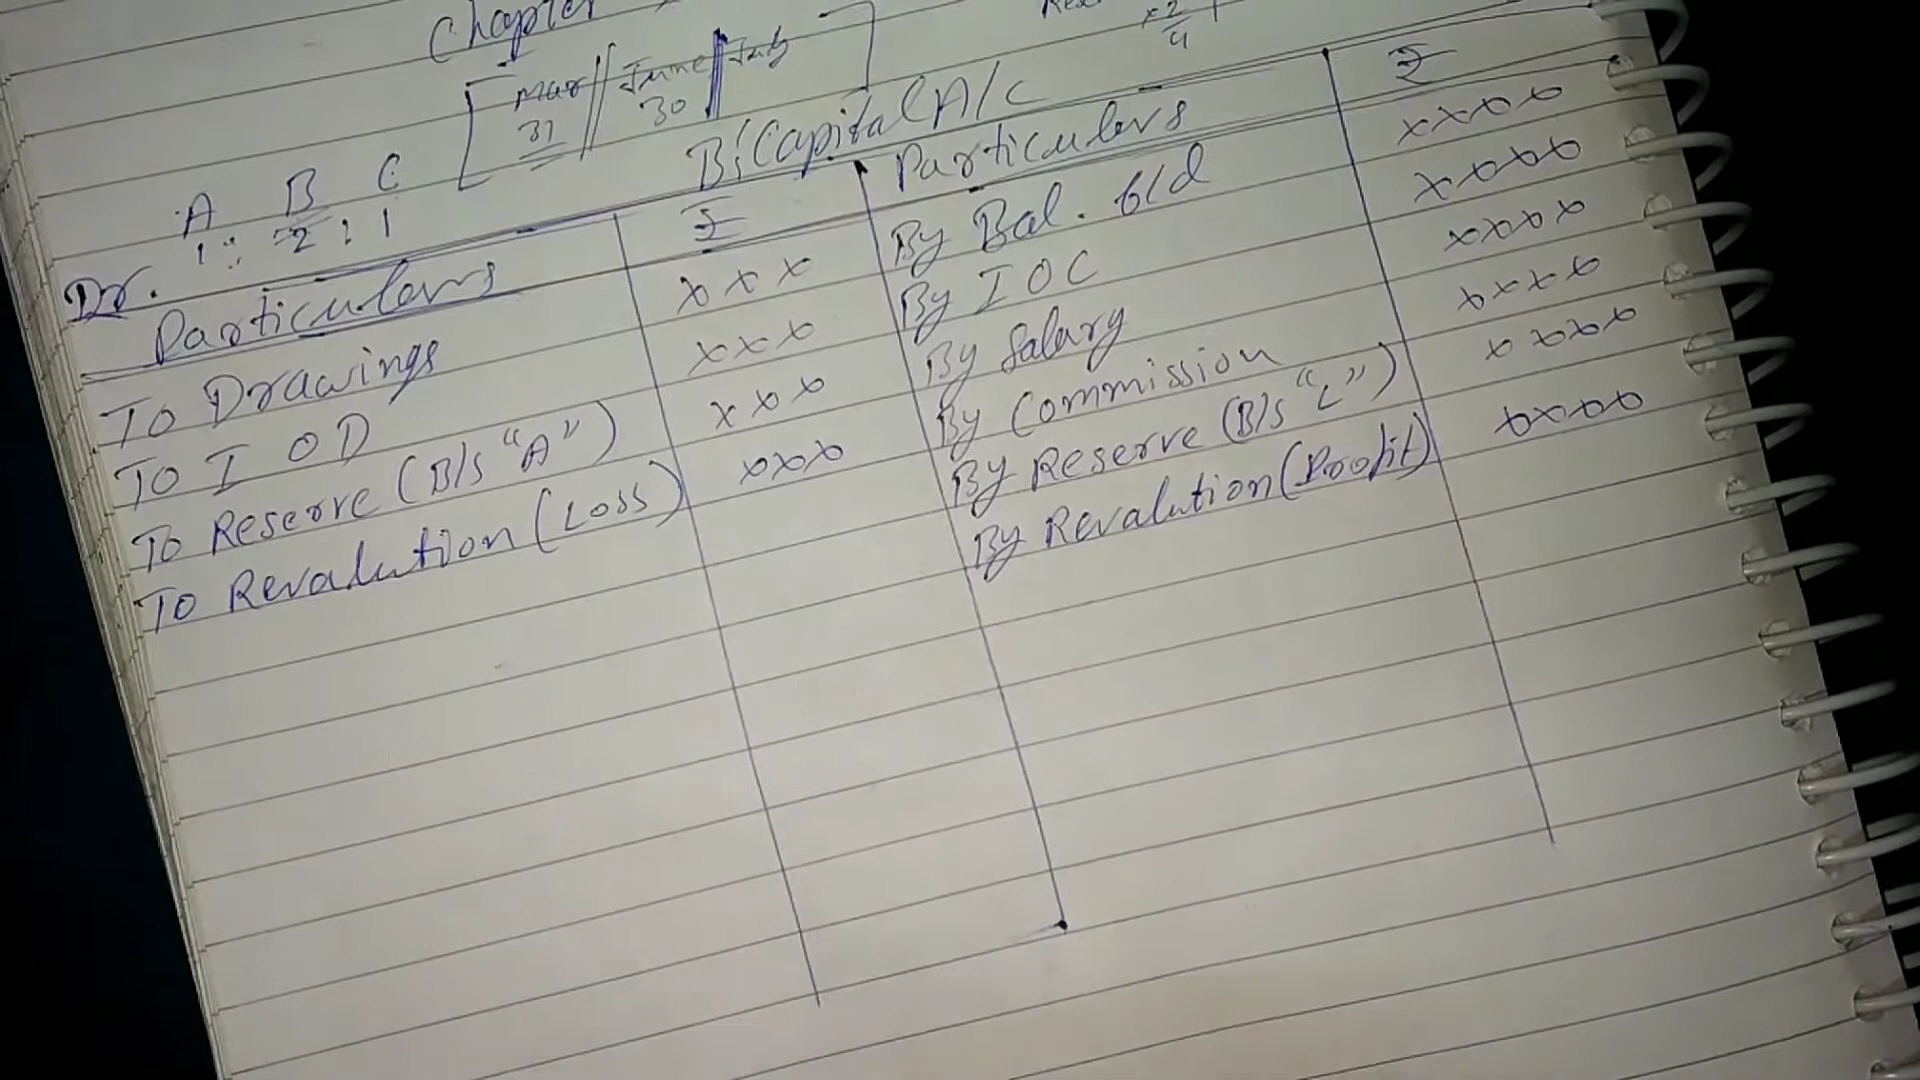 Chapter
×2/4
Mar June July
31 30
B's Capital A/c
A B C
1 : 2 : 1
Dr.
Particulars ₹ Particulars ₹
To Drawings xxx By Bal. b/d xxxx
To I O D xxx By I O C xxxx
To Reserve (B/s "A") xxx By Salary xxxx
To Revalution (Loss) xxx By Commission xxxx
By Reserve (B/s "L") xxxx
By Revalution (Profit) xxxx